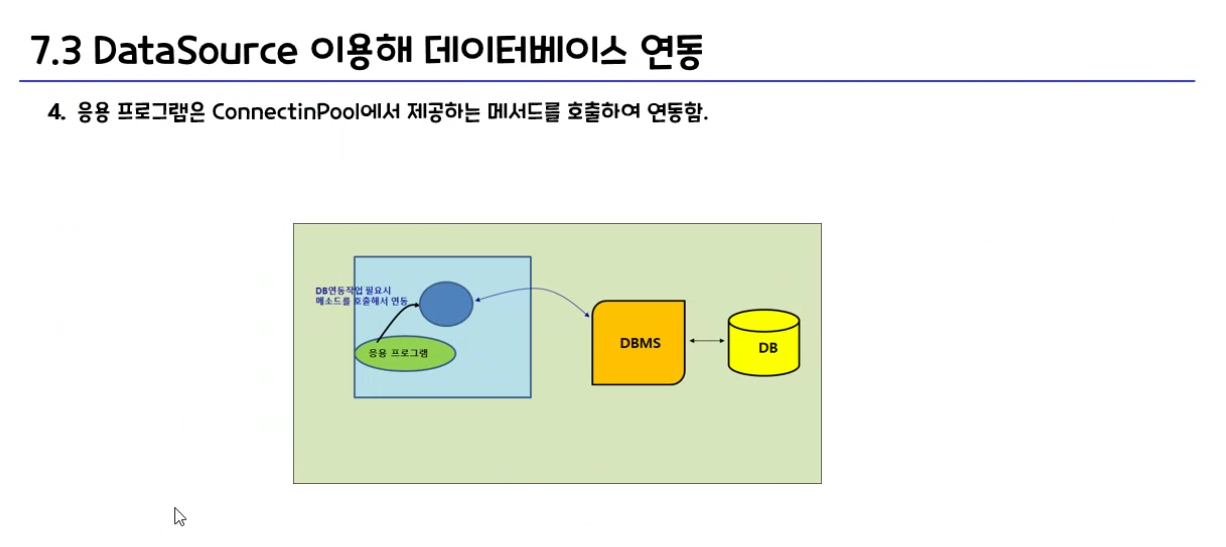 7.3 DataSource 이용해 데이터베이스 연동
4. 응용 프로그램은 ConnectinPool에서 제공하는 메서드를 호출하여 연동함.
DB연동작업 필요시
메소드를 호출해서 연동
응용 프로그램
DBMS
DB